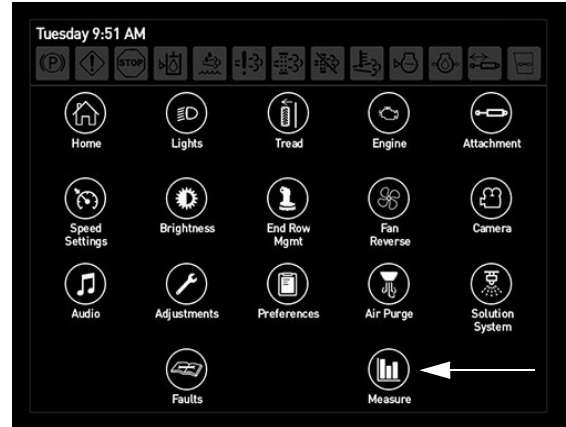 Tuesday 9:51 AM
(P) STOP
Home Lights Tread Engine Attachment
Speed Settings Brightness End Row Mgmt Fan Reverse Camera
Audio Adjustments Preferences Air Purge Solution System
Faults Measure